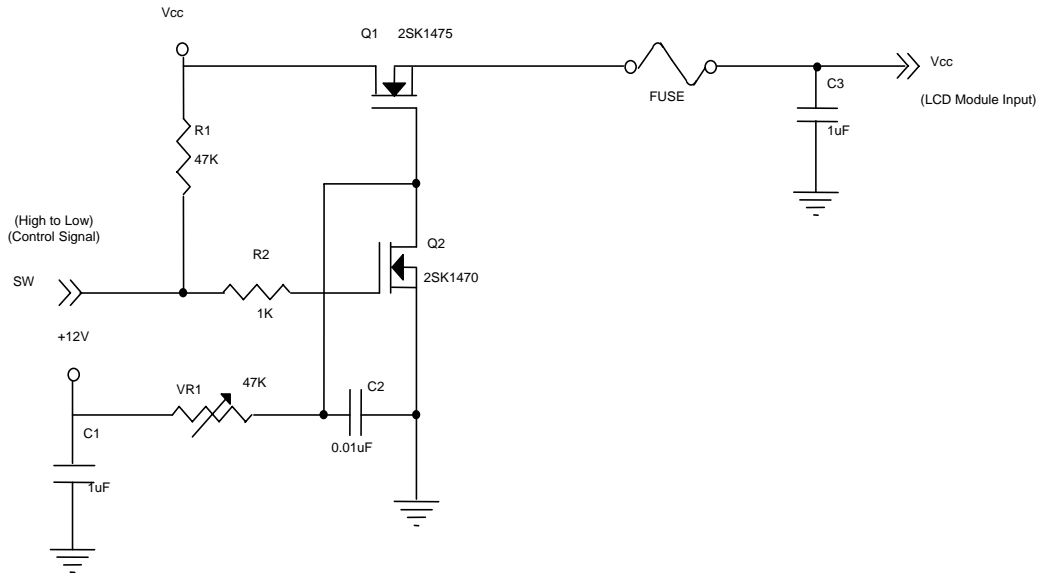 Vcc
Q1 2SK1475
Vcc
FUSE
C3
(LCD Module Input)
R1
1uF
47K
(High to Low)
(Control Signal)
Q2
R2
SW
2SK1470
1K
+12V
VR1
47K
C2
C1
0.01uF
1uF